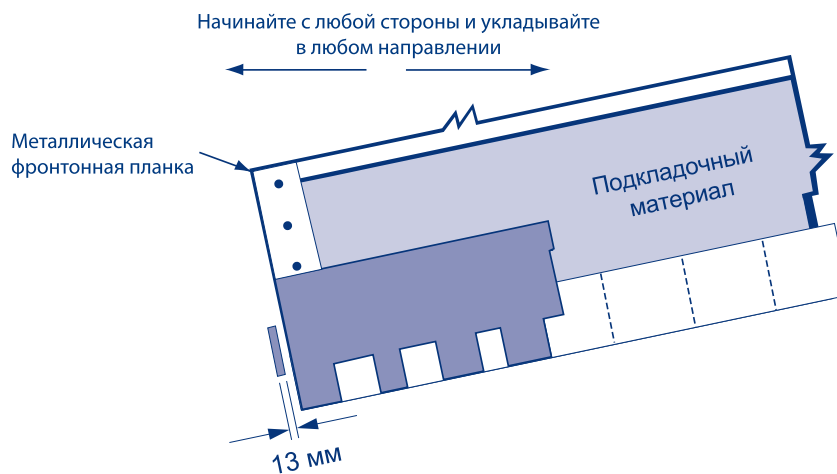 Начинайте с любой стороны и укладывайте
в любом направлении
Металлическая
фронтонная планка
Подкладочный
материал
13 мм